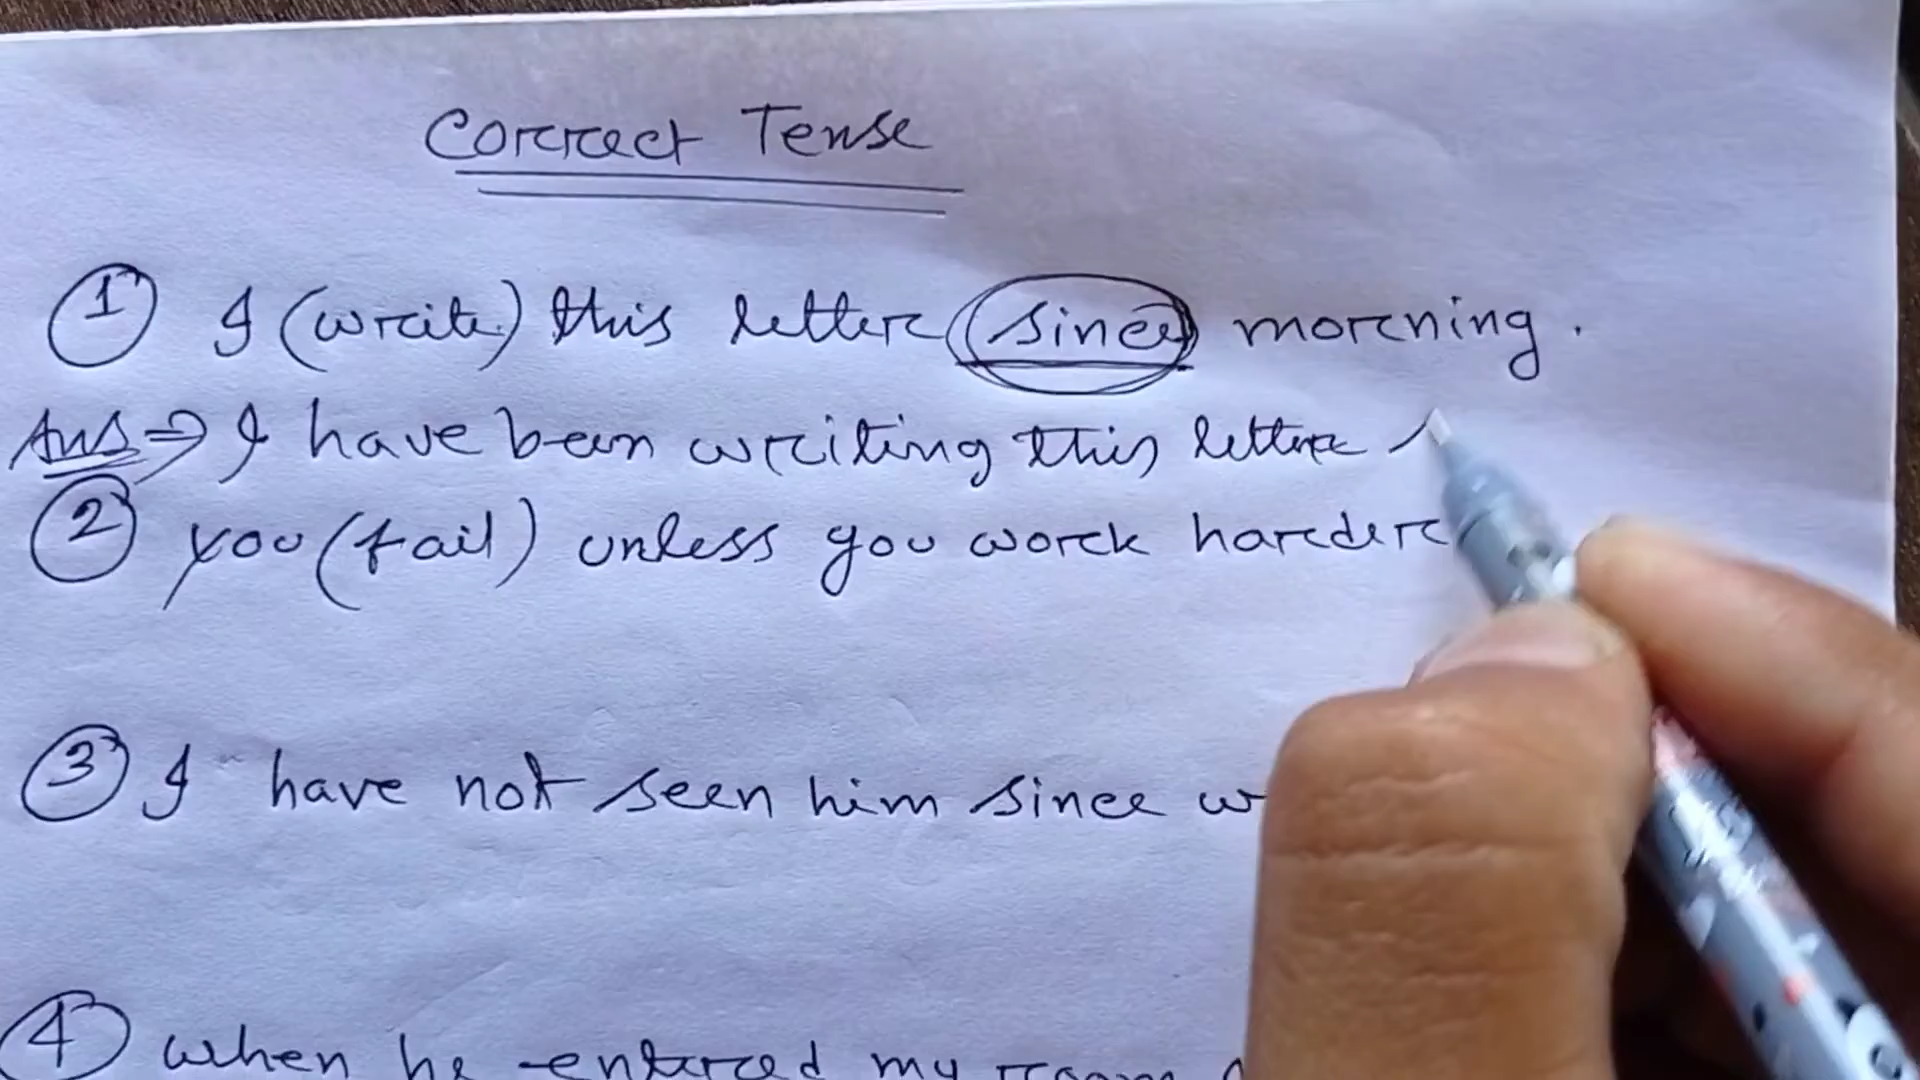 Correct Tense
① I (write) this letter (since) morning.
Ans ⇒ I have been writing this letter
② You (fail) unless you work harder
③ I have not seen him since
④ when he entered my room